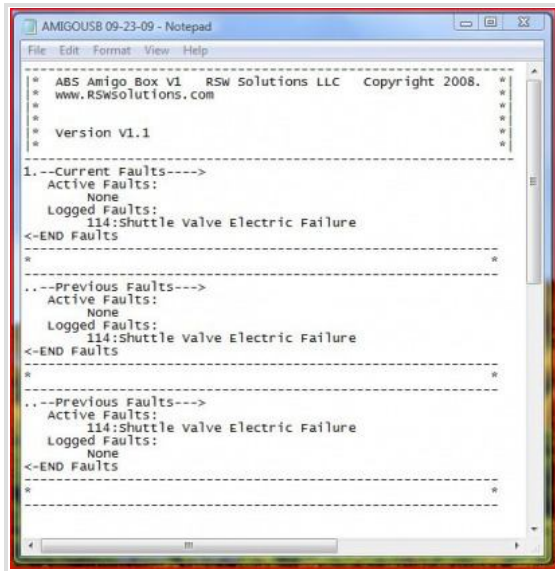 AMIGOUSB 09-23-09 - Notepad
File Edit Format View Help
------------------------------------------------------------
|* ABS Amigo Box V1 RSW Solutions LLC Copyright 2008. *|
|* www.RSWsolutions.com *|
|* *|
|* *|
|* Version V1.1 *|
|* *|
------------------------------------------------------------
1.--Current Faults---->
Active Faults:
None
Logged Faults:
114:Shuttle Valve Electric Failure
<-END Faults
----------------------------------------------------------
* *
----------------------------------------------------------
..--Previous Faults--->
Active Faults:
None
Logged Faults:
114:Shuttle Valve Electric Failure
<-END Faults
----------------------------------------------------------
* *
----------------------------------------------------------
..--Previous Faults--->
Active Faults:
114:Shuttle Valve Electric Failure
Logged Faults:
None
<-END Faults
----------------------------------------------------------
* *
----------------------------------------------------------